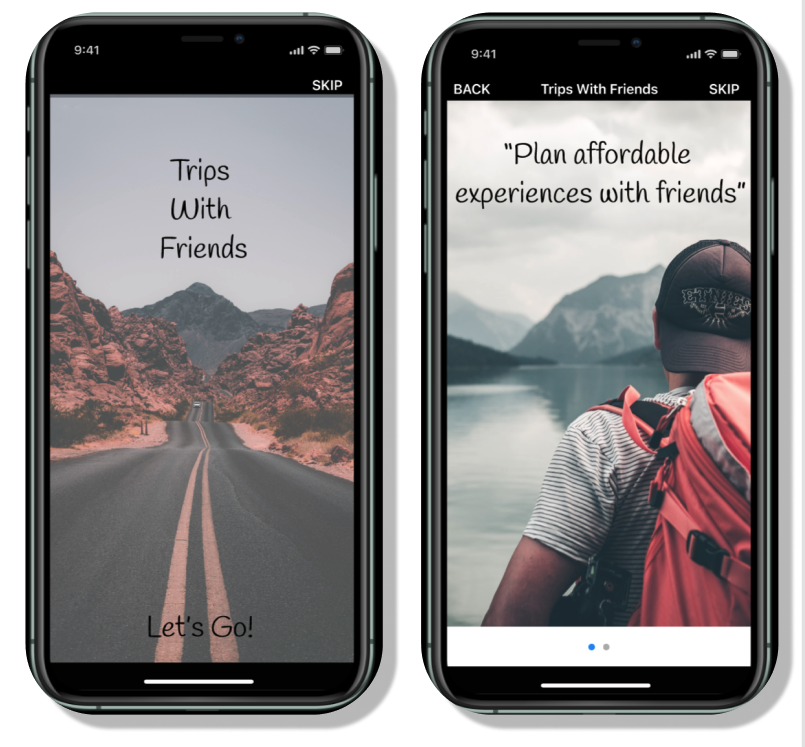 9:41
SKIP
Trips
With
Friends
Let's Go!
9:41
BACK Trips With Friends SKIP
"Plan affordable
experiences with friends"
ETNIES